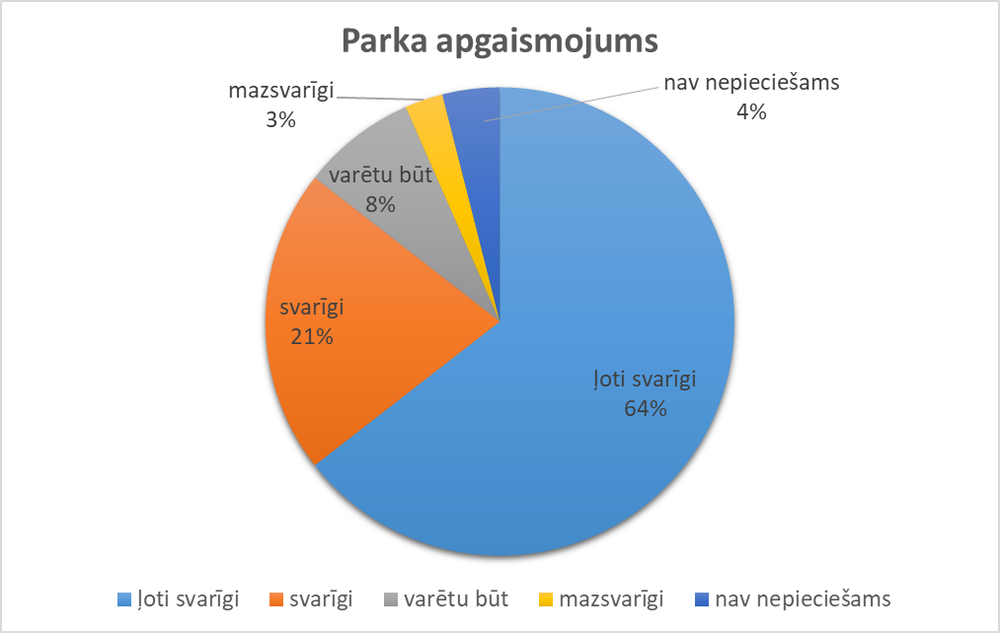 Parka apgaismojums
mazsvarīgi
3%
nav nepieciešams
4%
varētu būt
8%
svarīgi
21%
ļoti svarīgi
64%
ļoti svarīgi svarīgi varētu būt mazsvarīgi nav nepieciešams